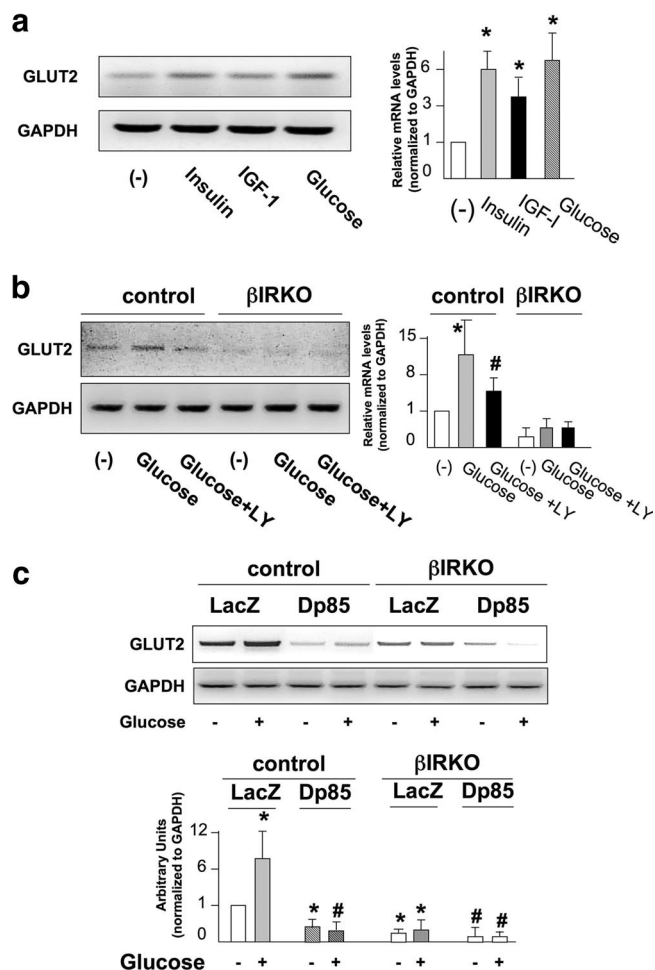 a
GLUT2
GAPDH
(-) Insulin IGF-1 Glucose
Relative mRNA levels
(normalized to GAPDH)
6
3
1
0
* * *
(-) Insulin IGF-I Glucose
b
control βIRKO
GLUT2
GAPDH
(-) Glucose Glucose+LY (-) Glucose Glucose+LY
control βIRKO
Relative mRNA levels
(normalized to GAPDH)
15
8
1
0
* #
(-) Glucose Glucose +LY (-) Glucose Glucose +LY
c
control βIRKO
LacZ Dp85 LacZ Dp85
GLUT2
GAPDH
Glucose - + - + - + - +
control βIRKO
LacZ Dp85 LacZ Dp85
Arbitrary Units
(normalized to GAPDH)
12
6
1
0
* * # * * # #
Glucose - + - + - + - +